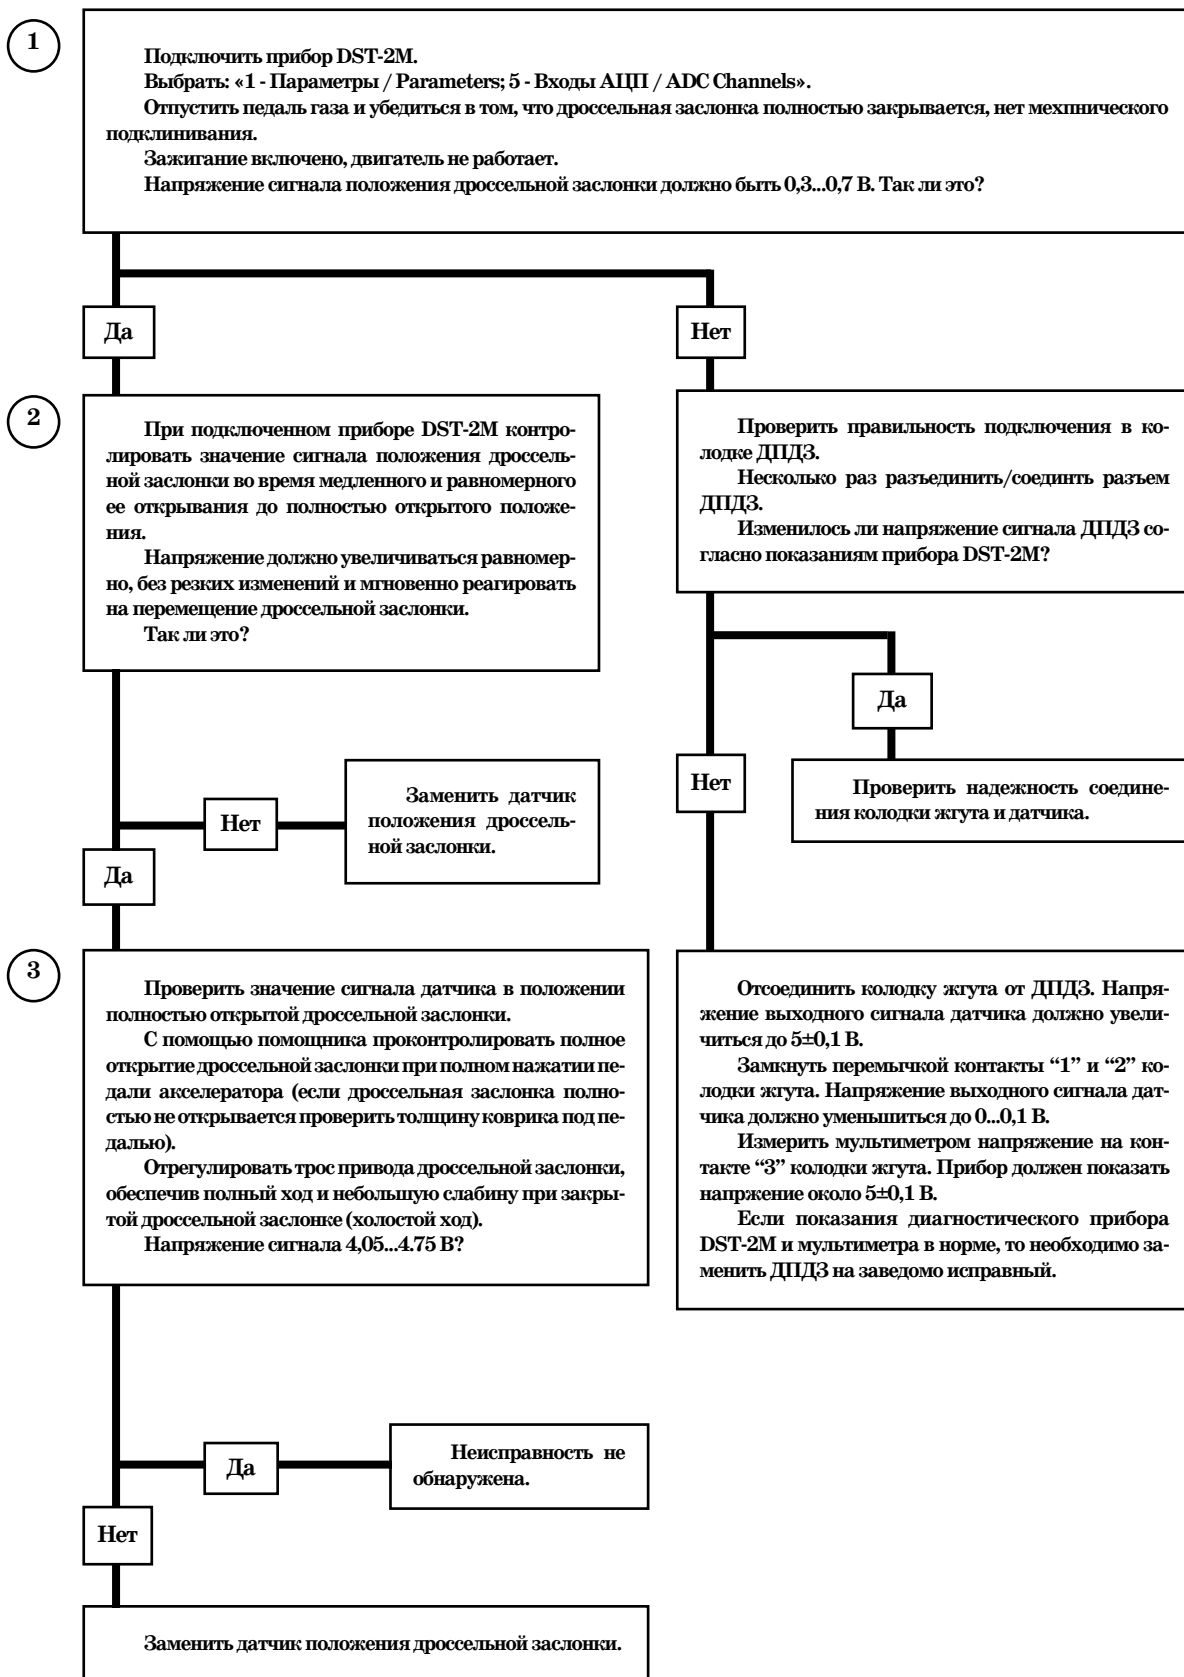 1
Подключить прибор DST-2M.
Выбрать: «1 - Параметры / Parameters; 5 - Входы АЦП / ADC Channels».
Отпустить педаль газа и убедиться в том, что дроссельная заслонка полностью закрывается, нет мехпнического
подклинивания.
Зажигание включено, двигатель не работает.
Напряжение сигнала положения дроссельной заслонки должно быть 0,3...0,7 В. Так ли это?
Да
Нет
2
При подключенном приборе DST-2M контро-
лировать значение сигнала положения дроссель-
ной заслонки во время медленного и равномерного
ее открывания до полностью открытого положе-
ния.
Напряжение должно увеличиваться равномер-
но, без резких изменений и мгновенно реагировать
на перемещение дроссельной заслонки.
Так ли это?
Проверить правильность подключения в ко-
лодке ДПДЗ.
Несколько раз разъединить/соединть разъем
ДПДЗ.
Изменилось ли напряжение сигнала ДПДЗ со-
гласно показаниям прибора DST-2M?
Да
Нет
Проверить надежность соедине-
ния колодки жгута и датчика.
Нет
Заменить датчик
положения дроссель-
ной заслонки.
Да
3
Проверить значение сигнала датчика в положении
полностью открытой дроссельной заслонки.
С помощью помощника проконтролировать полное
открытие дроссельной заслонки при полном нажатии пе-
дали акселератора (если дроссельная заслонка полно-
стью не открывается проверить толщину коврика под пе-
далью).
Отрегулировать трос привода дроссельной заслонки,
обеспечив полный ход и небольшую слабину при закры-
той дроссельной заслонке (холостой ход).
Напряжение сигнала 4,05...4.75 В?
Отсоединить колодку жгута от ДПДЗ. Напря-
жение выходного сигнала датчика должно увели-
читься до 5±0,1 В.
Замкнуть перемычкой контакты “1” и “2” ко-
лодки жгута. Напряжение выходного сигнала дат-
чика должно уменьшиться до 0...0,1 В.
Измерить мультиметром напряжение на кон-
такте “3” колодки жгута. Прибор должен показать
напржение около 5±0,1 В.
Если показания диагностического прибора
DST-2M и мультиметра в норме, то необходимо за-
менить ДПДЗ на заведомо исправный.
Да
Неисправность не
обнаружена.
Нет
Заменить датчик положения дроссельной заслонки.